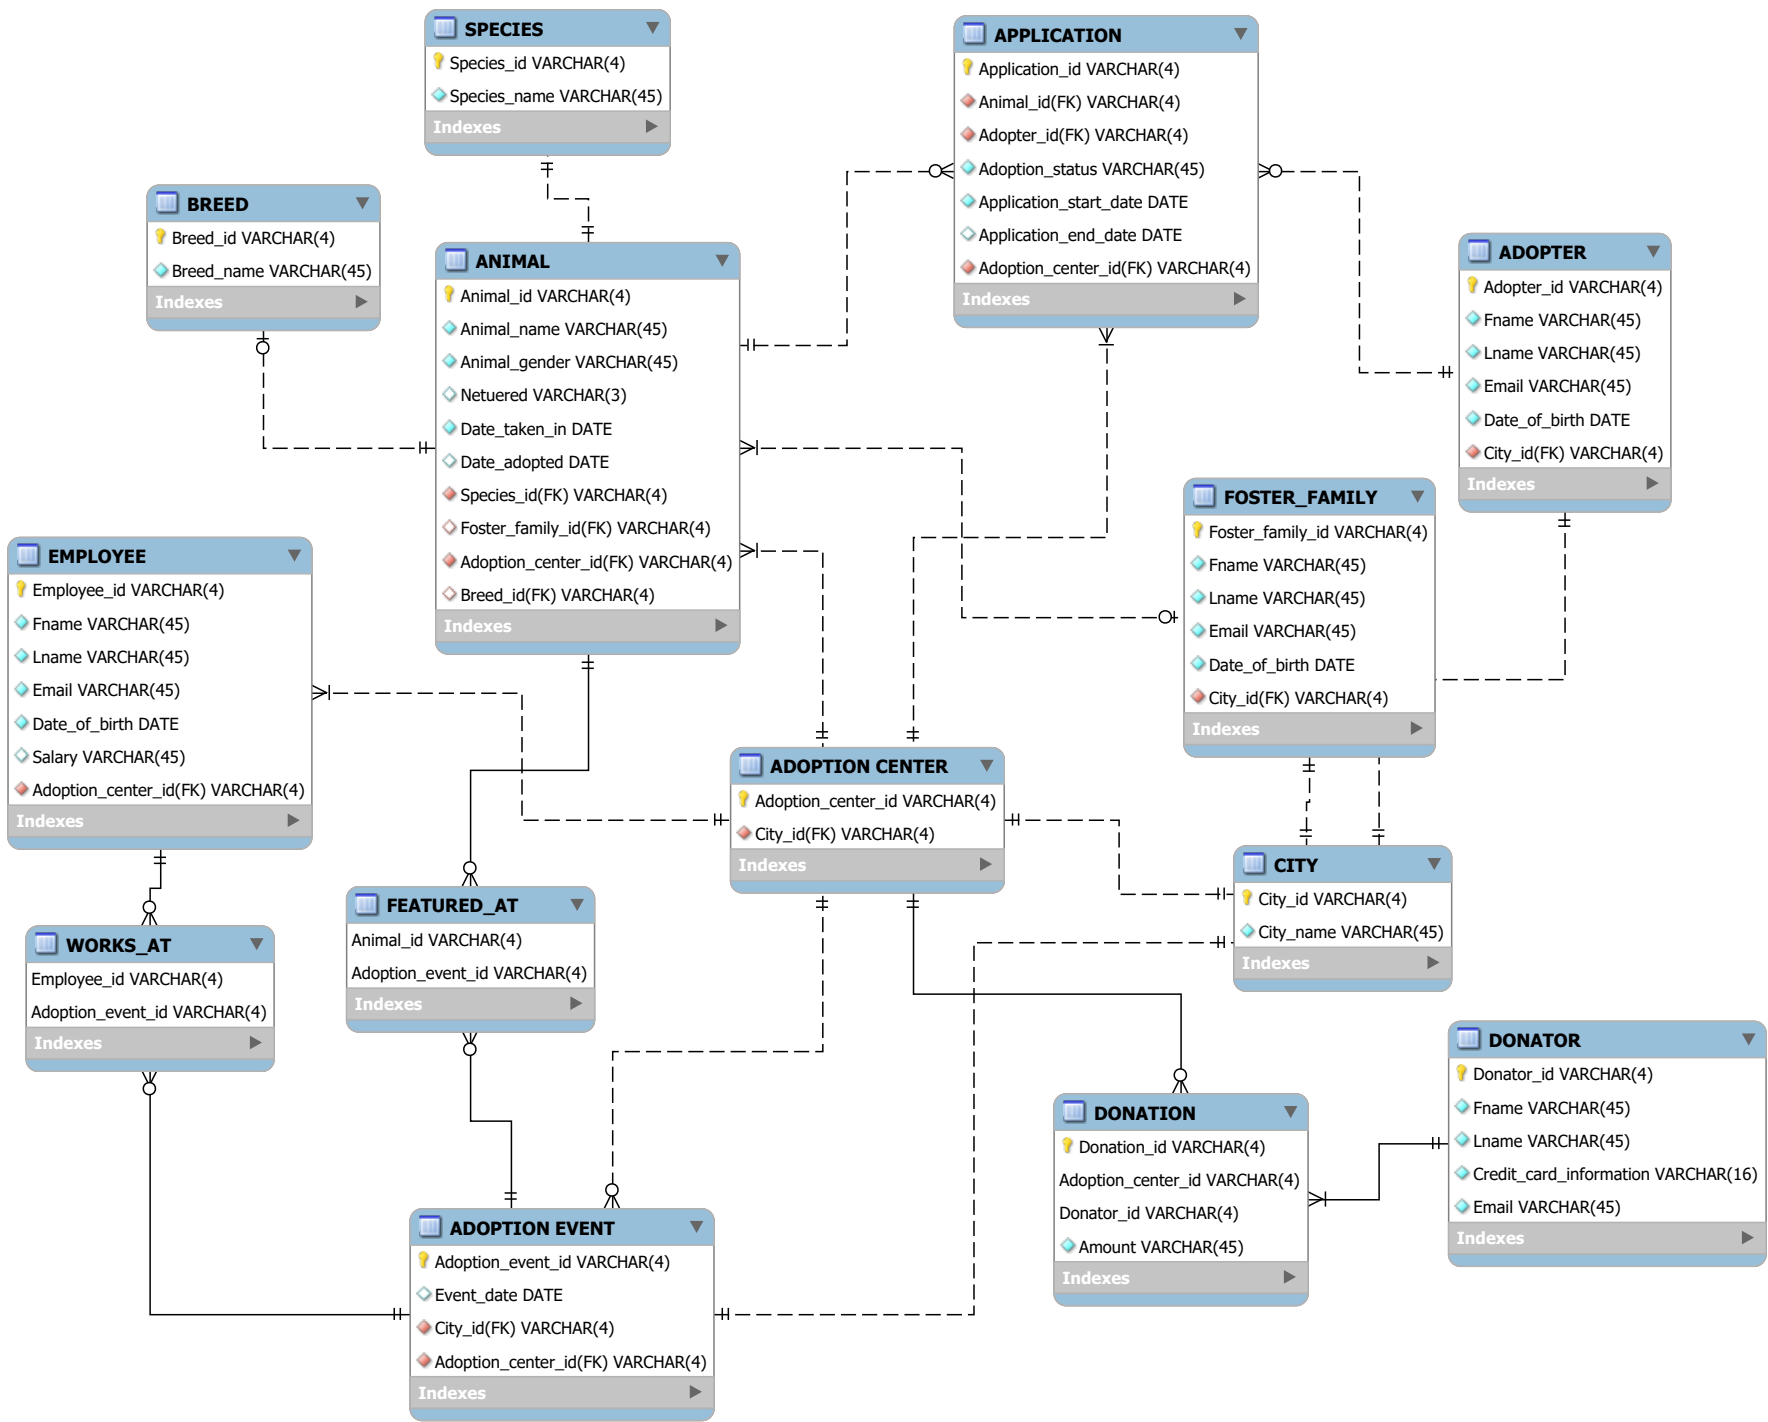 SPECIES
Species_id VARCHAR(4)
Species_name VARCHAR(45)
Indexes
APPLICATION
Application_id VARCHAR(4)
Animal_id(FK) VARCHAR(4)
Adopter_id(FK) VARCHAR(4)
Adoption_status VARCHAR(45)
Application_start_date DATE
Application_end_date DATE
Adoption_center_id(FK) VARCHAR(4)
Indexes
BREED
Breed_id VARCHAR(4)
Breed_name VARCHAR(45)
Indexes
ANIMAL
Animal_id VARCHAR(4)
Animal_name VARCHAR(45)
Animal_gender VARCHAR(45)
Netuered VARCHAR(3)
Date_taken_in DATE
Date_adopted DATE
Species_id(FK) VARCHAR(4)
Foster_family_id(FK) VARCHAR(4)
Adoption_center_id(FK) VARCHAR(4)
Breed_id(FK) VARCHAR(4)
Indexes
ADOPTER
Adopter_id VARCHAR(4)
Fname VARCHAR(45)
Lname VARCHAR(45)
Email VARCHAR(45)
Date_of_birth DATE
City_id(FK) VARCHAR(4)
Indexes
FOSTER_FAMILY
Foster_family_id VARCHAR(4)
Fname VARCHAR(45)
Lname VARCHAR(45)
Email VARCHAR(45)
Date_of_birth DATE
City_id(FK) VARCHAR(4)
Indexes
EMPLOYEE
Employee_id VARCHAR(4)
Fname VARCHAR(45)
Lname VARCHAR(45)
Email VARCHAR(45)
Date_of_birth DATE
Salary VARCHAR(45)
Adoption_center_id(FK) VARCHAR(4)
Indexes
ADOPTION CENTER
Adoption_center_id VARCHAR(4)
City_id(FK) VARCHAR(4)
Indexes
CITY
City_id VARCHAR(4)
City_name VARCHAR(45)
Indexes
FEATURED_AT
Animal_id VARCHAR(4)
Adoption_event_id VARCHAR(4)
Indexes
WORKS_AT
Employee_id VARCHAR(4)
Adoption_event_id VARCHAR(4)
Indexes
DONATOR
Donator_id VARCHAR(4)
Fname VARCHAR(45)
Lname VARCHAR(45)
Credit_card_information VARCHAR(16)
Email VARCHAR(45)
Indexes
DONATION
Donation_id VARCHAR(4)
Adoption_center_id VARCHAR(4)
Donator_id VARCHAR(4)
Amount VARCHAR(45)
Indexes
ADOPTION EVENT
Adoption_event_id VARCHAR(4)
Event_date DATE
City_id(FK) VARCHAR(4)
Adoption_center_id(FK) VARCHAR(4)
Indexes